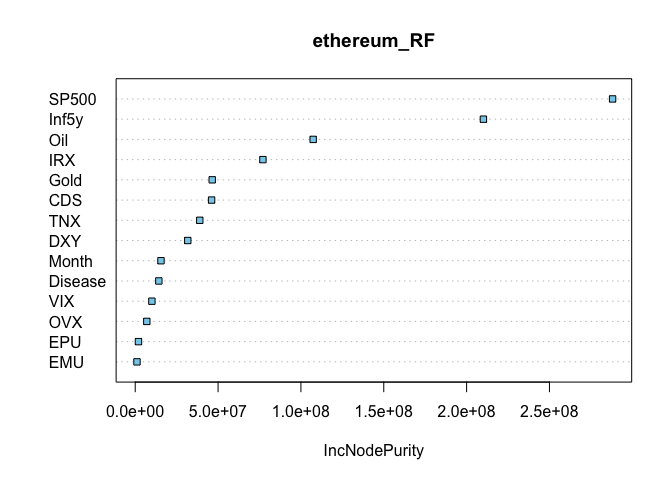 ethereum_RF
SP500
Inf5y
Oil
IRX
Gold
CDS
TNX
DXY
Month
Disease
VIX
OVX
EPU
EMU
0.0e+00 5.0e+07 1.0e+08 1.5e+08 2.0e+08 2.5e+08
IncNodePurity